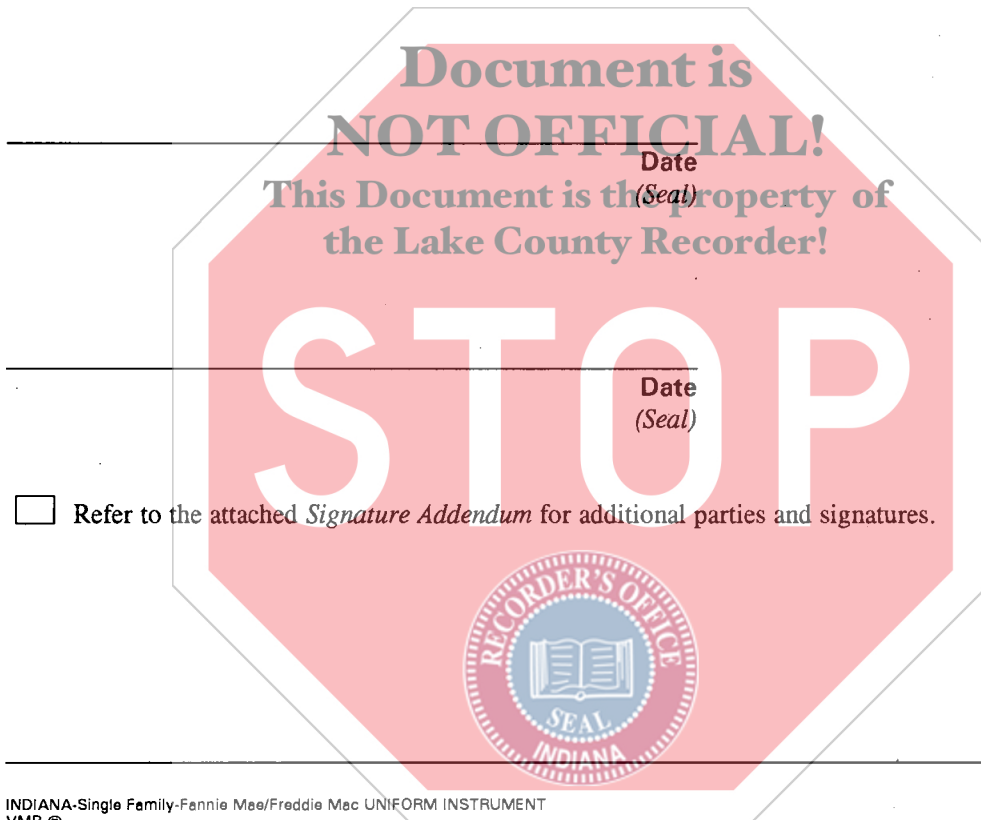 Document is
NOT OFFICIAL!
Date
This Document is the property of
(Seal)
the Lake County Recorder!
STOP
Date
(Seal)
Refer to the attached Signature Addendum for additional parties and signatures.
RECORDER'S OFFICE
SEAL
INDIANA
INDIANA-Single Family-Fannie Mae/Freddie Mac UNIFORM INSTRUMENT
VMP ®